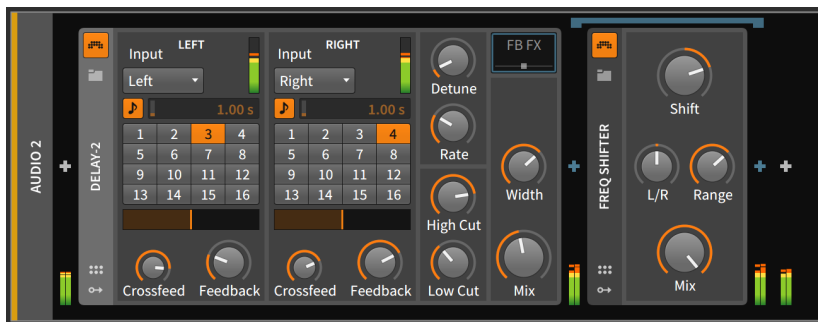 AUDIO 2
DELAY-2
LEFT
Input
Left
1.00 s
1 2 3 4
5 6 7 8
9 10 11 12
13 14 15 16
Crossfeed Feedback
RIGHT
Input
Right
1.00 s
1 2 3 4
5 6 7 8
9 10 11 12
13 14 15 16
Crossfeed Feedback
Detune
Rate
High Cut
Low Cut
FB FX
Width
Mix
FREQ SHIFTER
Shift
L/R Range
Mix